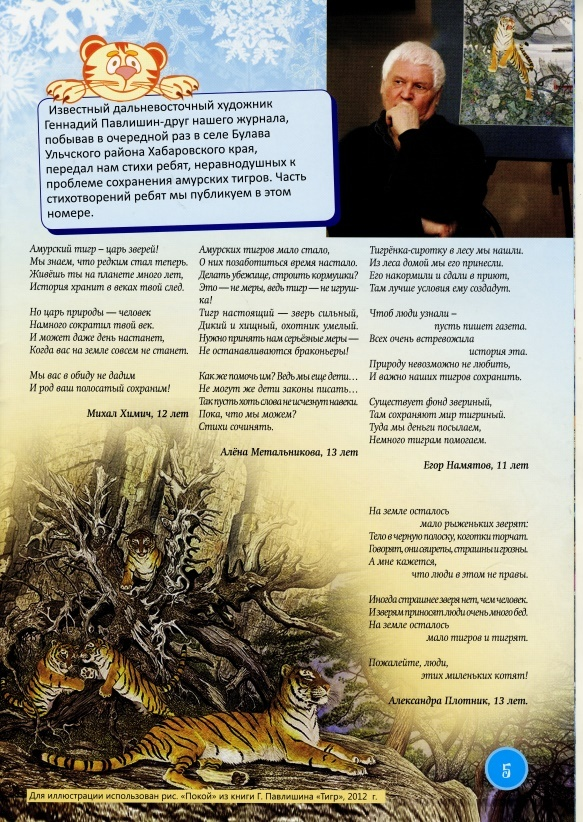 Известный дальневосточный художник
Геннадий Павлишин-друг нашего журнала,
побывав в очередной раз в селе Булава
Ульчского района Хабаровского края,
передал нам стихи ребят, неравнодушных к
проблеме сохранения амурских тигров. Часть
стихотворений ребят мы публикуем в этом
номере.
Амурский тигр – царь зверей!
Мы знаем, что редким стал теперь.
Живёшь ты на планете много лет,
История хранит в веках твой след.
Но царь природы — человек
Намного сократил твой век.
И может даже день настанет,
Когда вас на земле совсем не станет.
Мы вас в обиду не дадим
И род ваш полосатый сохраним!
Михал Химич, 12 лет
Амурских тигров мало стало,
О них позаботиться время настало.
Делать убежище, строить кормушки?
Это — не меры, ведь тигр — не игруш-
ка!
Тигр настоящий — зверь сильный,
Дикий и хищный, охотник умелый.
Нужно принять нам серьёзные меры —
Не останавливаются браконьеры!
Как же помочь им? Ведь мы еще дети…
Не могут же дети законы писать…
Так пусть хоть слова не исчезнут навеки.
Пока, что мы можем?
Стихи сочинять.
Алёна Метальникова, 13 лет
Тигрёнка-сиротку в лесу мы нашли.
Из леса домой мы его принесли.
Его накормили и сдали в приют,
Там лучше условия ему создадут.
Чтоб люди узнали –
пусть пишет газета.
Всех очень встревожила
история эта.
Природу невозможно не любить,
И важно наших тигров сохранить.
Существует фонд звериный,
Там сохраняют мир тигриный.
Туда мы деньги посылаем,
Немного тиграм помогаем.
Егор Намятов, 11 лет
На земле осталось
мало рыженьких зверят:
Тело в черную полоску, коготки торчат.
Говорят, они свирепы, страшны и грозны.
А мне кажется,
что люди в этом не правы.
Иногда страшнее зверя нет, чем человек.
И зверям приносят люди очень много бед.
На земле осталось
мало тигров и тигрят.
Пожалейте, люди,
этих миленьких котят!
Александра Плотник, 13 лет.
Для иллюстрации использован рис. «Покой» из книги Г. Павлишина «Тигр», 2012 г.
5